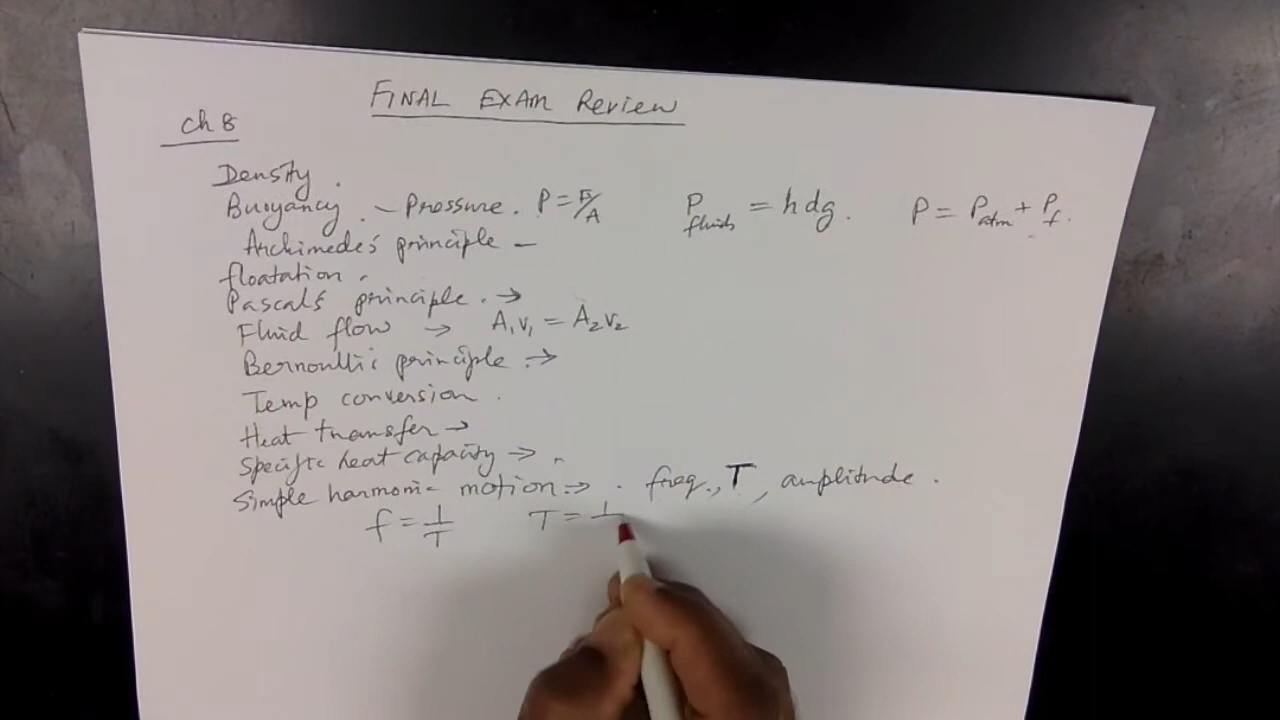 FINAL EXAM Review
Ch 8
Density.
Buoyancy. - Pressure. P = F/A P fluids = hdg. P = Patm + Pf.
Archimedes' principle -
floatation.
Pascal's principle. →
Fluid flow → A₁v₁ = A₂v₂
Bernoulli's principle. →
Temp conversion.
Heat transfer →
Specific heat capacity →
Simple harmonic motion → . freq., T, amplitude.
f = 1/T T = 1